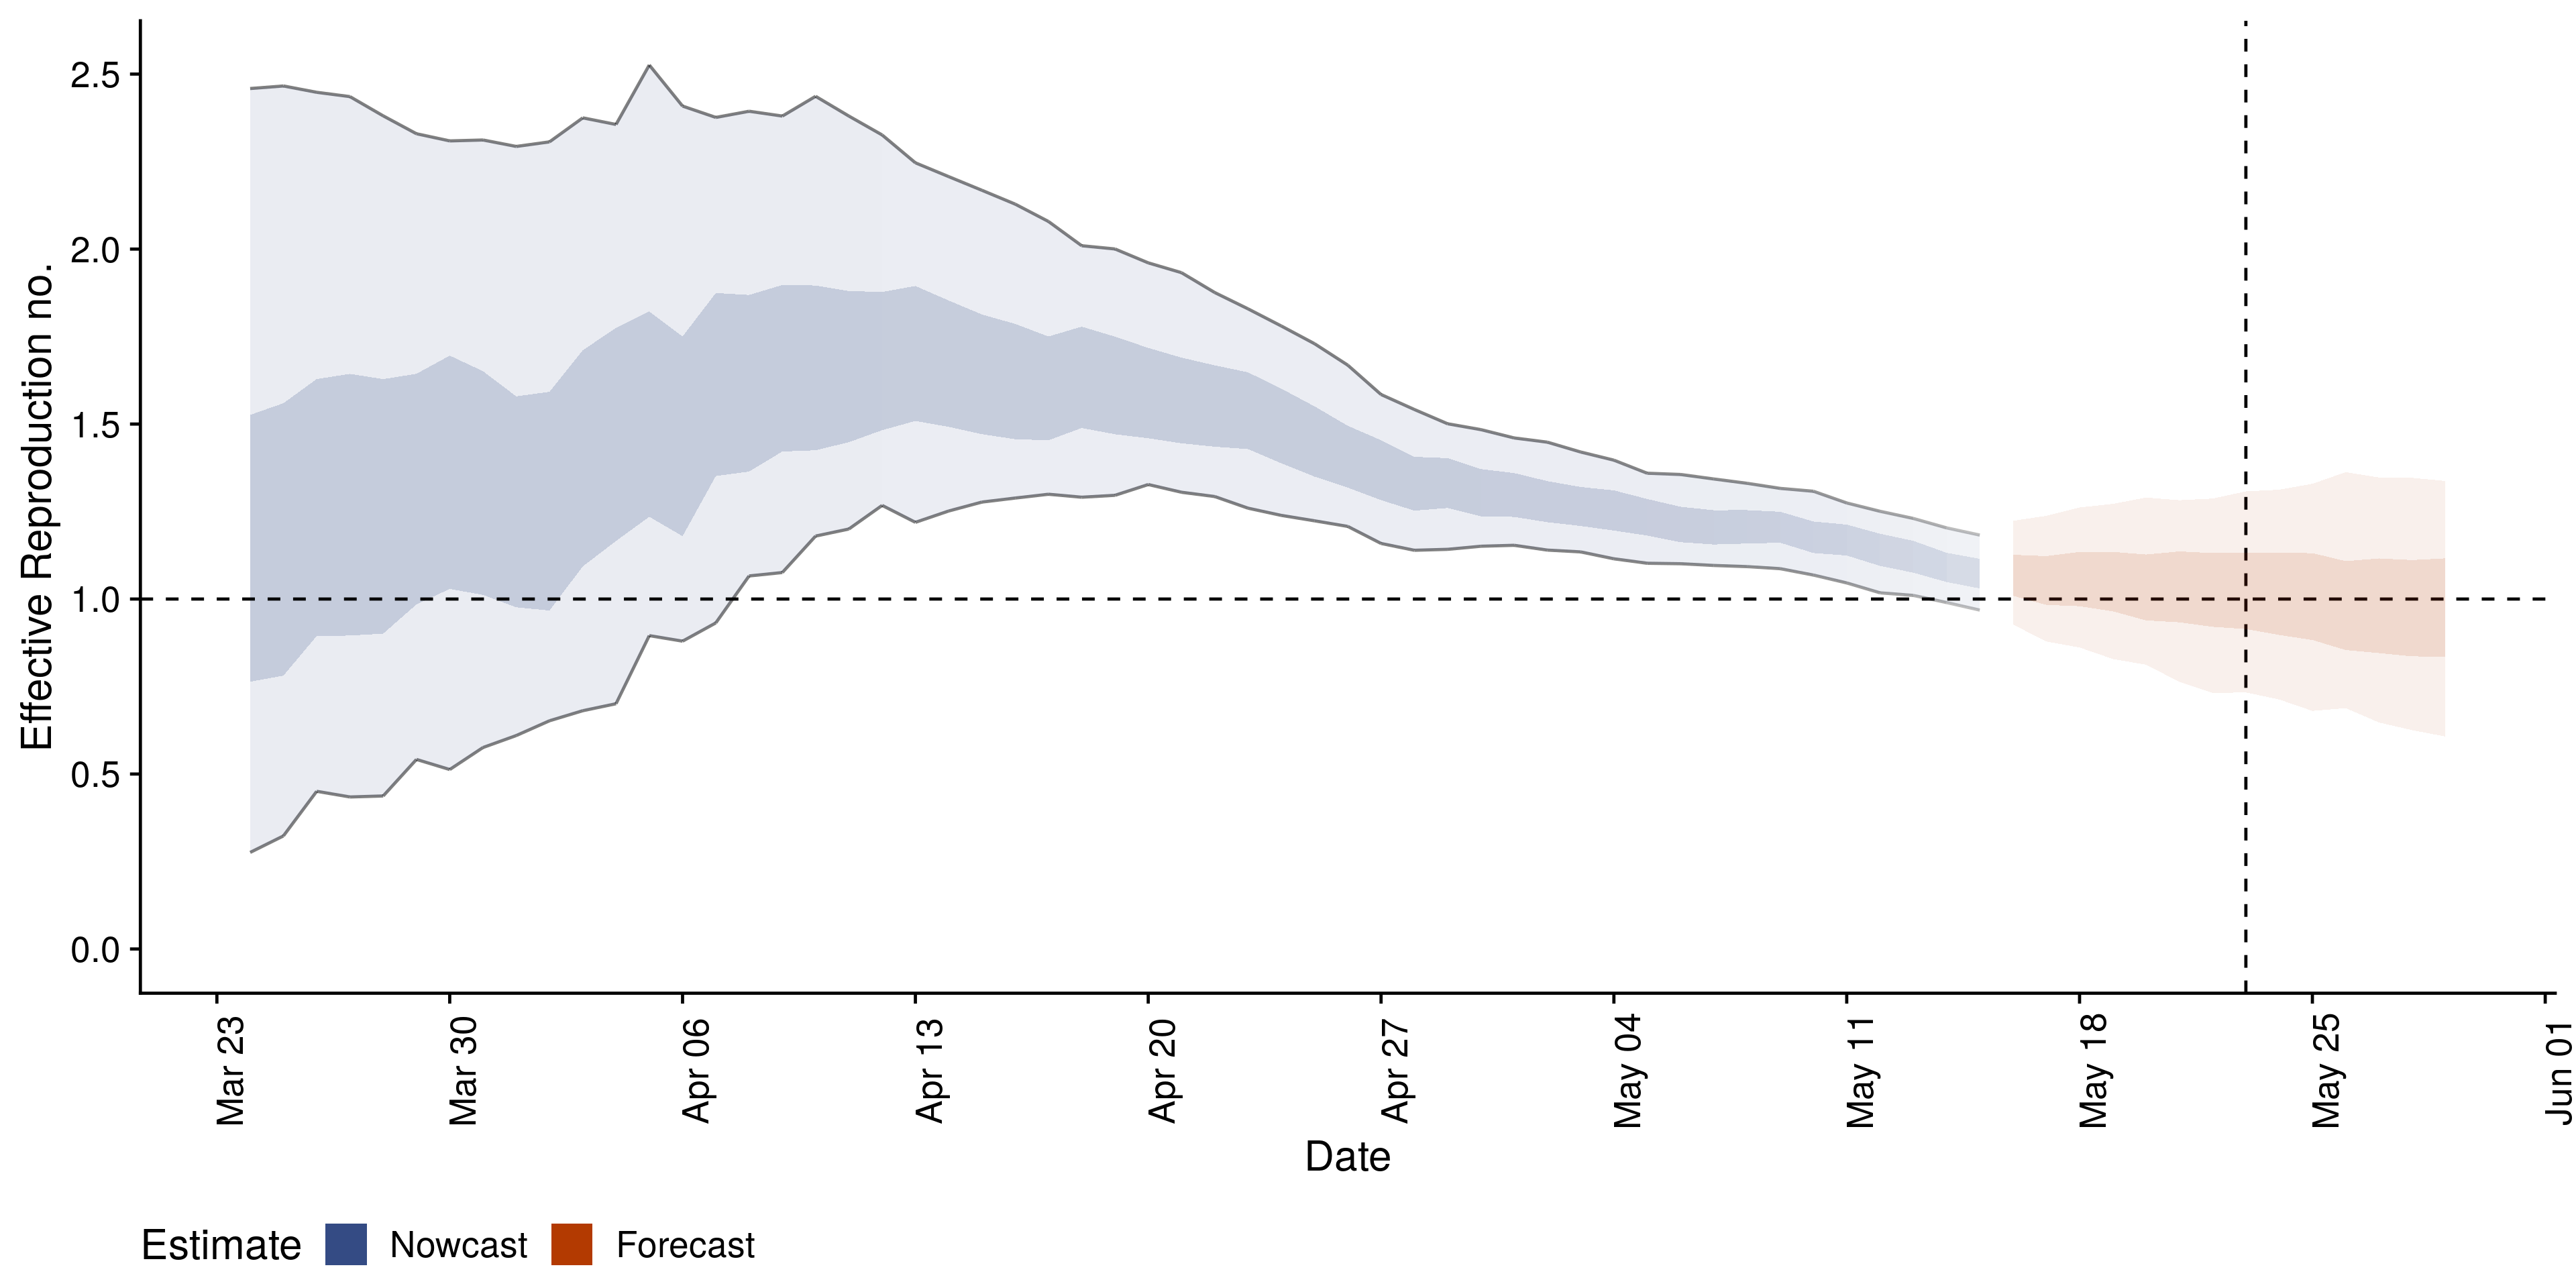 Effective Reproduction no.
2.5
2.0
1.5
1.0
0.5
0.0
Mar 23
Mar 30
Apr 06
Apr 13
Apr 20
Apr 27
May 04
May 11
May 18
May 25
Jun 01
Date
Estimate Nowcast Forecast